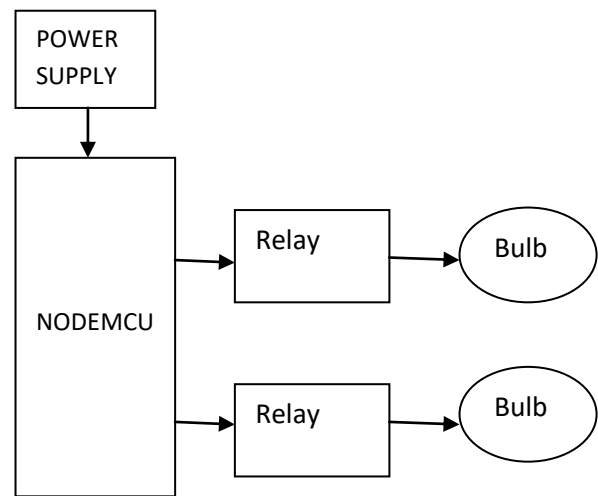 POWER
SUPPLY
NODEMCU
Relay
Bulb
Relay
Bulb